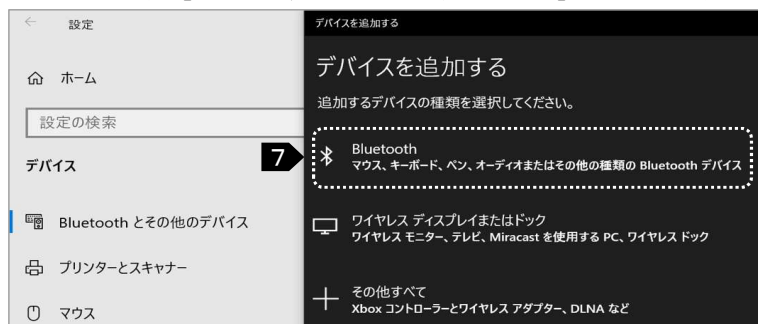 設定
ホーム
設定の検索
デバイス
Bluetooth とその他のデバイス
プリンターとスキャナー
マウス
デバイスを追加する
デバイスを追加する
追加するデバイスの種類を選択してください。
7
Bluetooth
マウス、キーボード、ペン、オーディオまたはその他の種類の Bluetooth デバイス
ワイヤレス ディスプレイまたはドック
ワイヤレス モニター、テレビ、Miracast を使用する PC、ワイヤレス ドック
その他すべて
Xbox コントローラーとワイヤレス アダプター、DLNA など